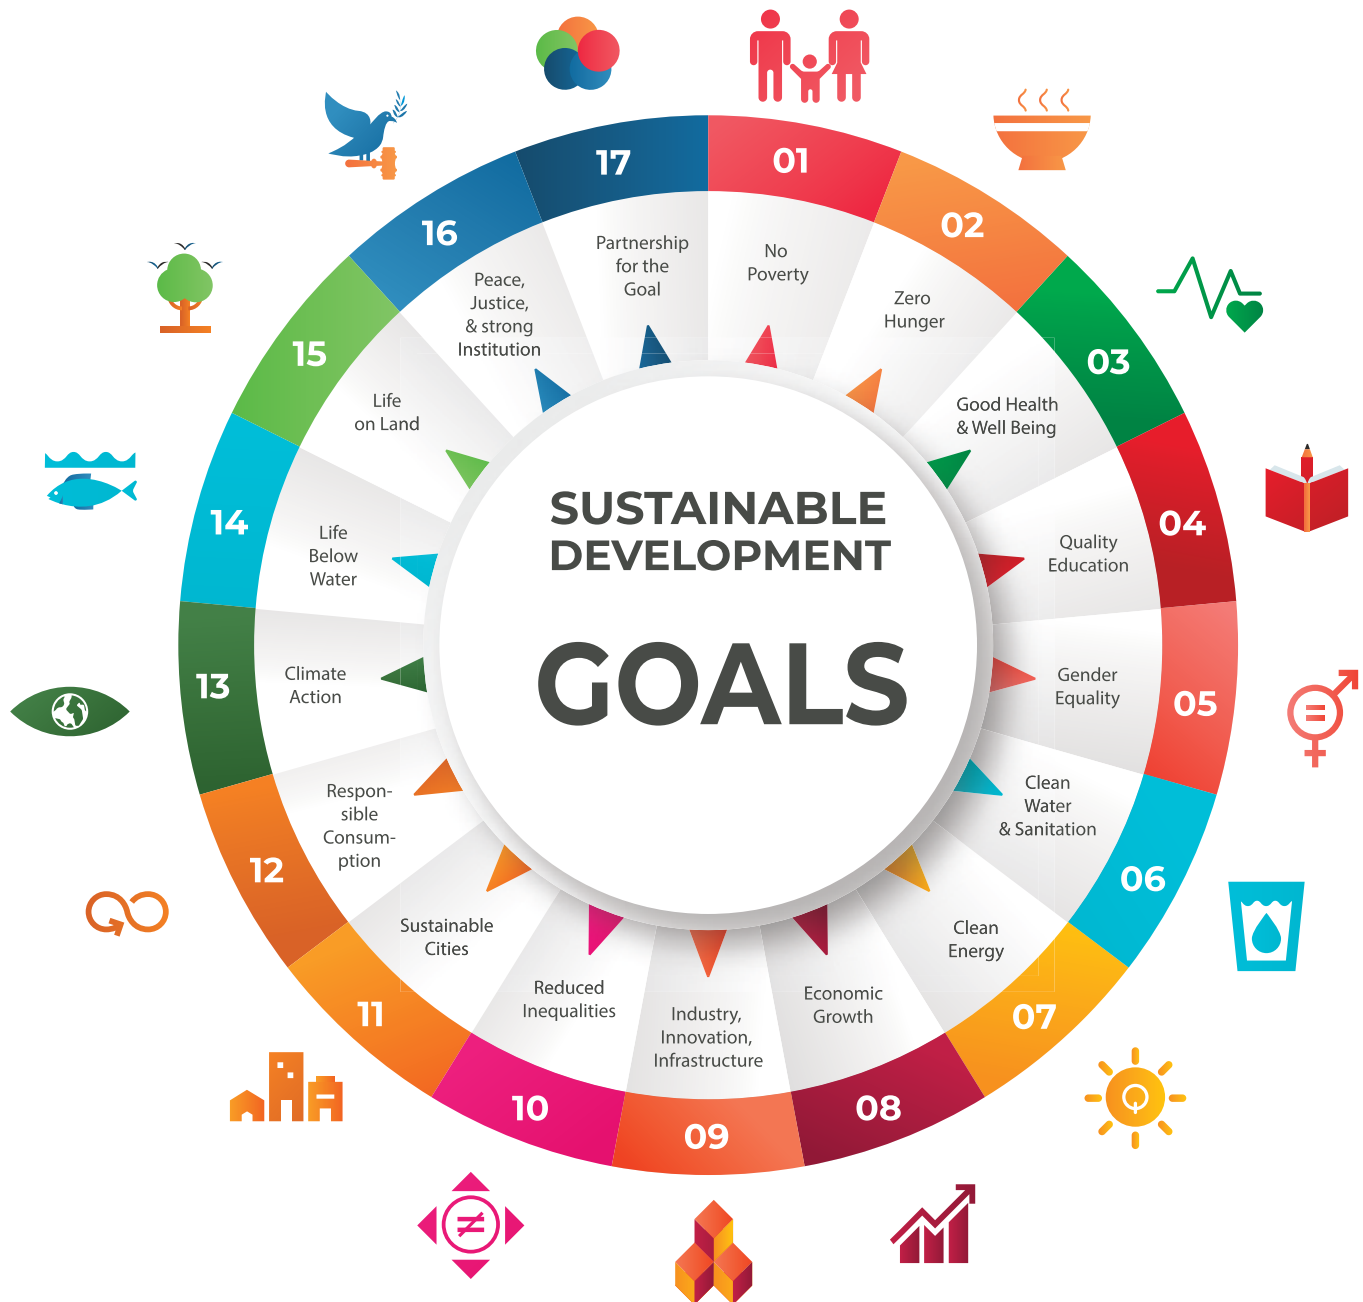 SUSTAINABLE
DEVELOPMENT
GOALS
01
No
Poverty
02
Zero
Hunger
03
Good Health
& Well Being
04
Quality
Education
05
Gender
Equality
06
Clean
Water
& Sanitation
07
Clean
Energy
08
Economic
Growth
09
Industry,
Innovation,
Infrastructure
10
Reduced
Inequalities
11
Sustainable
Cities
12
Respon-
sible
Consum-
ption
13
Climate
Action
14
Life
Below
Water
15
Life
on Land
16
Peace,
Justice,
& strong
Institution
17
Partnership
for the
Goal